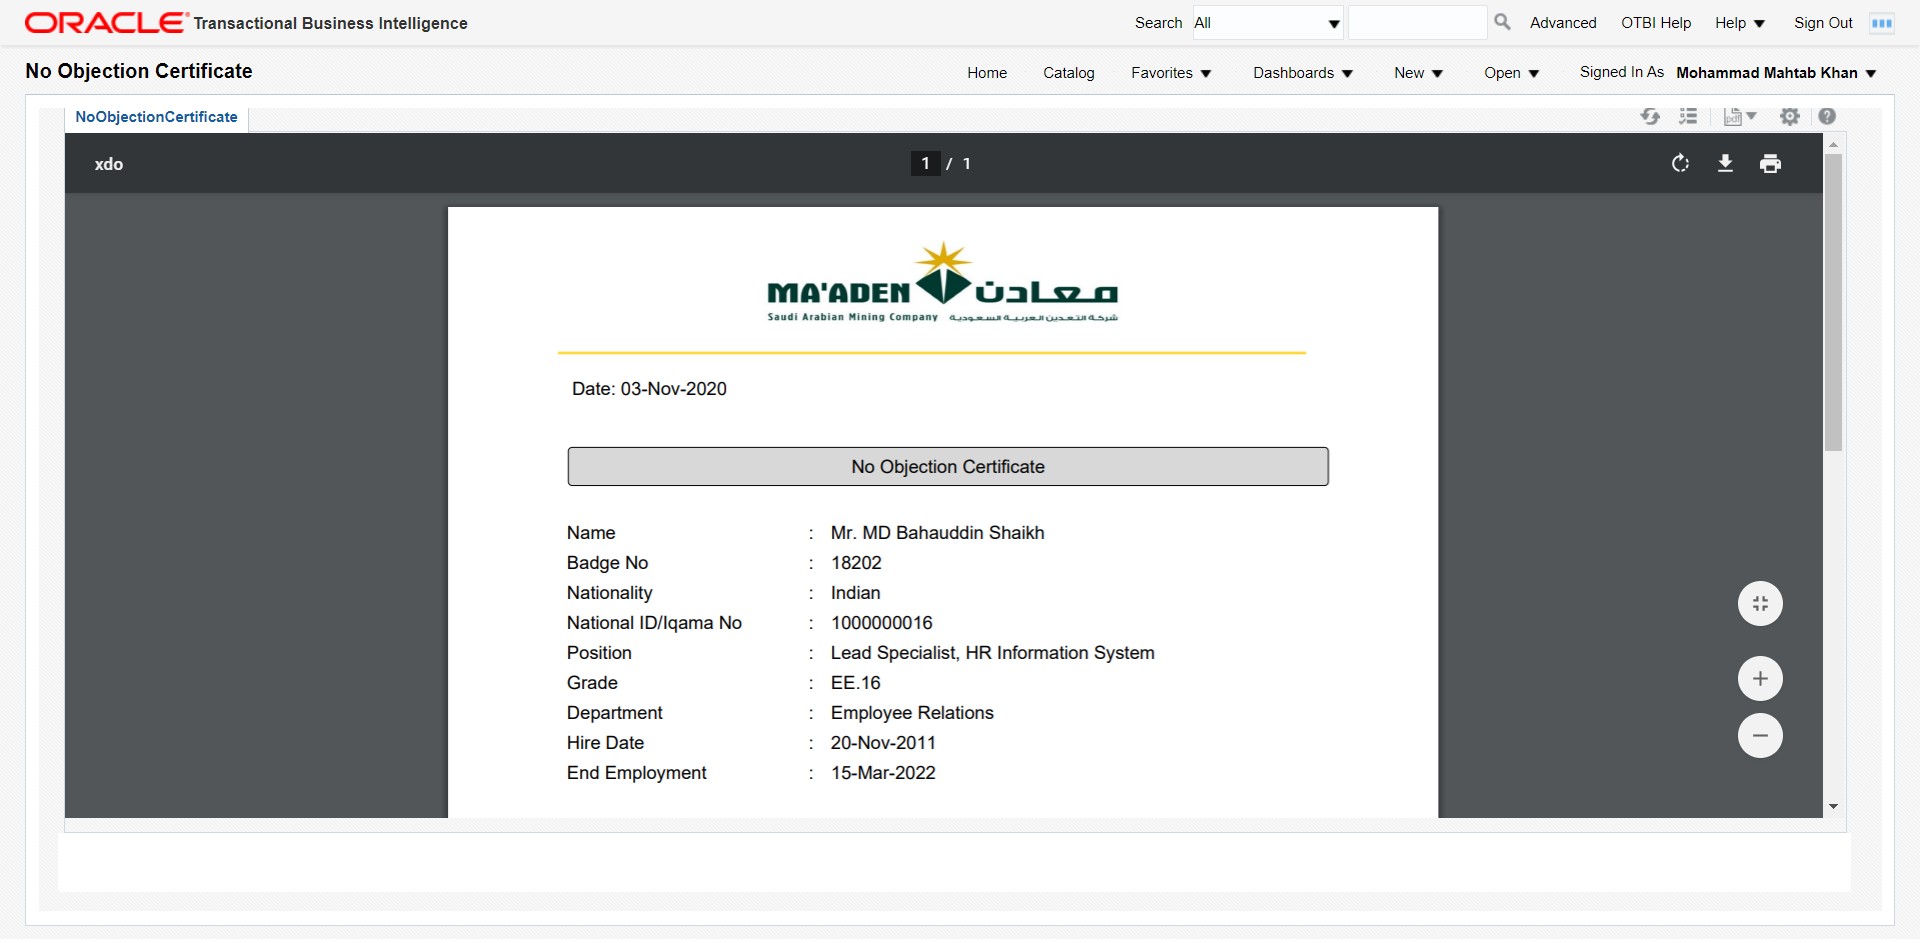 ORACLE® Transactional Business Intelligence
Search All Advanced OTBI Help Help Sign Out
No Objection Certificate
Home Catalog Favorites Dashboards New Open Signed In As Mohammad Mahtab Khan
NoObjectionCertificate
pdf
xdo
1 / 1
MA'ADEN معادن
Saudi Arabian Mining Company شركة التعدين العربية السعودية
Date: 03-Nov-2020
No Objection Certificate
Name : Mr. MD Bahauddin Shaikh
Badge No : 18202
Nationality : Indian
National ID/Iqama No : 1000000016
Position : Lead Specialist, HR Information System
Grade : EE.16
Department : Employee Relations
Hire Date : 20-Nov-2011
End Employment : 15-Mar-2022